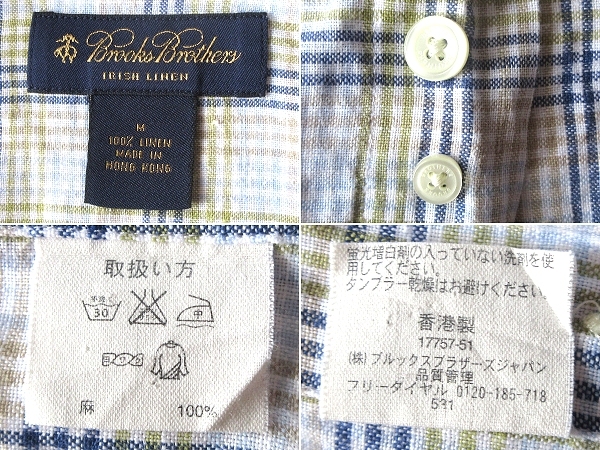 Brooks Brothers
IRISH LINEN
M
100% LINEN
MADE IN
HONG KONG
取扱い方
30
中
麻 100%
蛍光増白剤の入っていない洗剤を使
用してください。
タンブラー乾燥はお避けください。
香港製
17757-51
(株)ブルックスブラザーズジャパン
品質管理
フリーダイヤル 0120-185-718
531